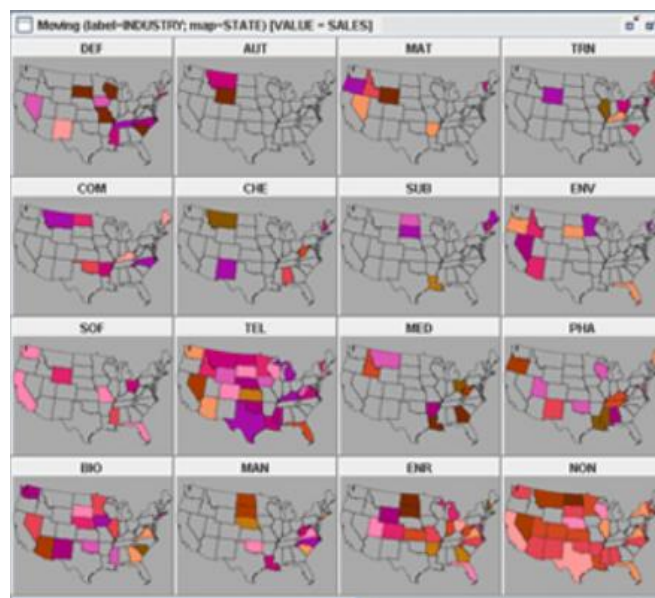 Moving (label=INDUSTRY; map=STATE) [VALUE = SALES]
DEF AUT MAT TRN
COM CHE SUB ENV
SOF TEL MED PHA
BIO MAN ENR NON